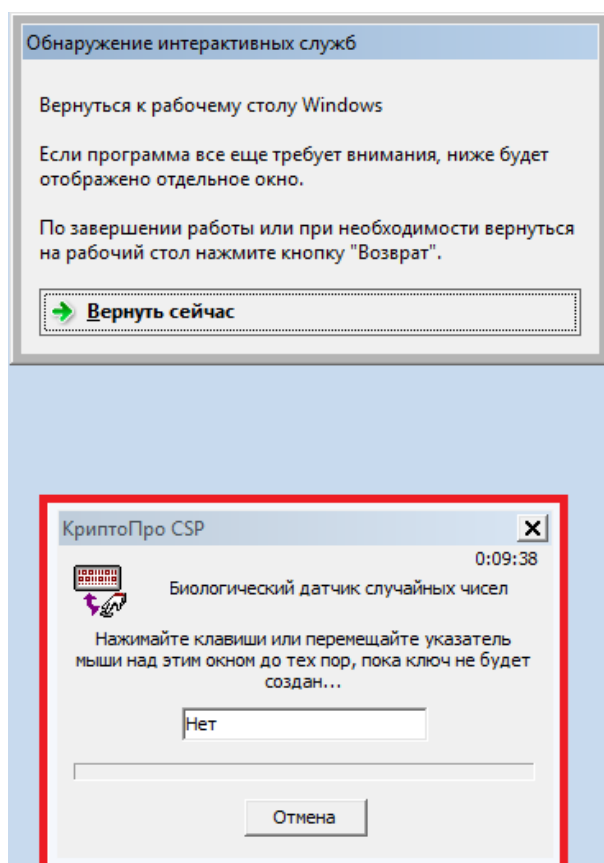 Обнаружение интерактивных служб
Вернуться к рабочему столу Windows
Если программа все еще требует внимания, ниже будет
отображено отдельное окно.
По завершении работы или при необходимости вернуться
на рабочий стол нажмите кнопку "Возврат".
Вернуть сейчас
КриптоПро CSP
0:09:38
Биологический датчик случайных чисел
Нажимайте клавиши или перемещайте указатель
мыши над этим окном до тех пор, пока ключ не будет
создан...
Нет
Отмена